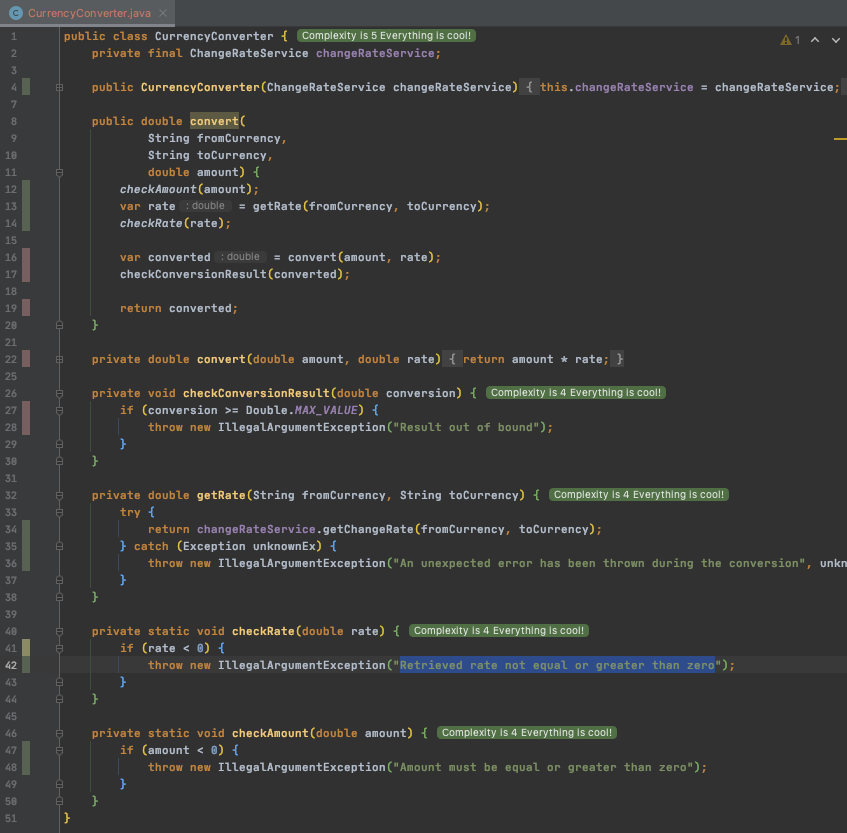 CurrencyConverter.java
1 public class CurrencyConverter { Complexity is 5 Everything is cool! 1
2 private final ChangeRateService changeRateService;
3
4 public CurrencyConverter(ChangeRateService changeRateService) { this.changeRateService = changeRateService;
7
8 public double convert(
9 String fromCurrency,
10 String toCurrency,
11 double amount) {
12 checkAmount(amount);
13 var rate : double = getRate(fromCurrency, toCurrency);
14 checkRate(rate);
15
16 var converted : double = convert(amount, rate);
17 checkConversionResult(converted);
18
19 return converted;
20 }
21
22 private double convert(double amount, double rate) { return amount * rate; }
25
26 private void checkConversionResult(double conversion) { Complexity is 4 Everything is cool!
27 if (conversion >= Double.MAX_VALUE) {
28 throw new IllegalArgumentException("Result out of bound");
29 }
30 }
31
32 private double getRate(String fromCurrency, String toCurrency) { Complexity is 4 Everything is cool!
33 try {
34 return changeRateService.getChangeRate(fromCurrency, toCurrency);
35 } catch (Exception unknownEx) {
36 throw new IllegalArgumentException("An unexpected error has been thrown during the conversion", unkn
37 }
38 }
39
40 private static void checkRate(double rate) { Complexity is 4 Everything is cool!
41 if (rate < 0) {
42 throw new IllegalArgumentException("Retrieved rate not equal or greater than zero");
43 }
44 }
45
46 private static void checkAmount(double amount) { Complexity is 4 Everything is cool!
47 if (amount < 0) {
48 throw new IllegalArgumentException("Amount must be equal or greater than zero");
49 }
50 }
51 }